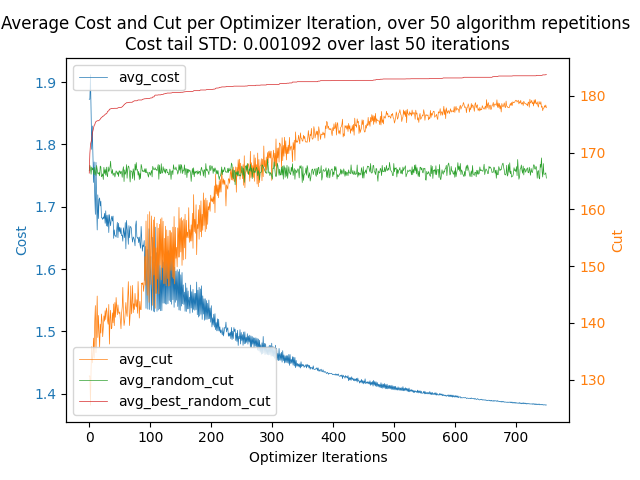 Average Cost and Cut per Optimizer Iteration, over 50 algorithm repetitions
Cost tail STD: 0.001092 over last 50 iterations
avg_cost
1.9
1.8
1.7
1.6
1.5
1.4
Cost
180
170
160
150
140
130
Cut
avg_cut
avg_random_cut
avg_best_random_cut
0 100 200 300 400 500 600 700
Optimizer Iterations